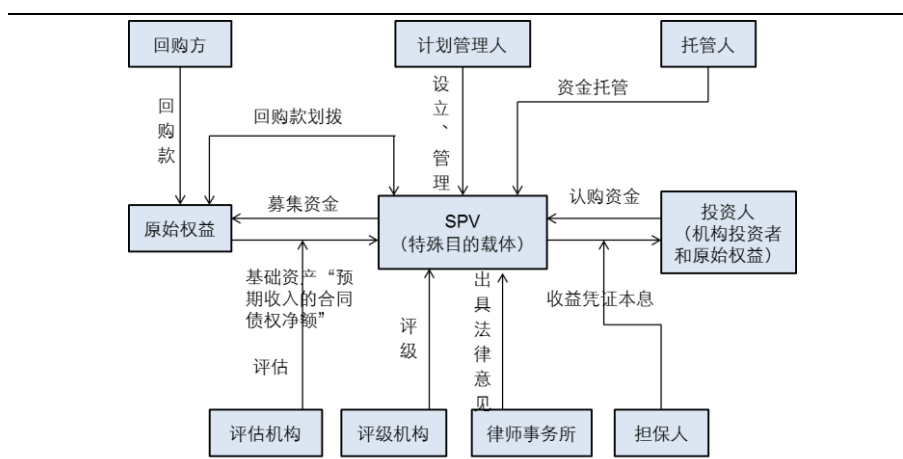 回购方
计划管理人
托管人
回购款
设立、管理
资金托管
回购款划拨
募集资金
认购资金
原始权益
SPV
（特殊目的载体）
投资人
（机构投资者
和原始权益）
基础资产“预
期收入的合同
债权净额”
收益凭证本息
评估
评级
出具法律意见
评估机构
评级机构
律师事务所
担保人